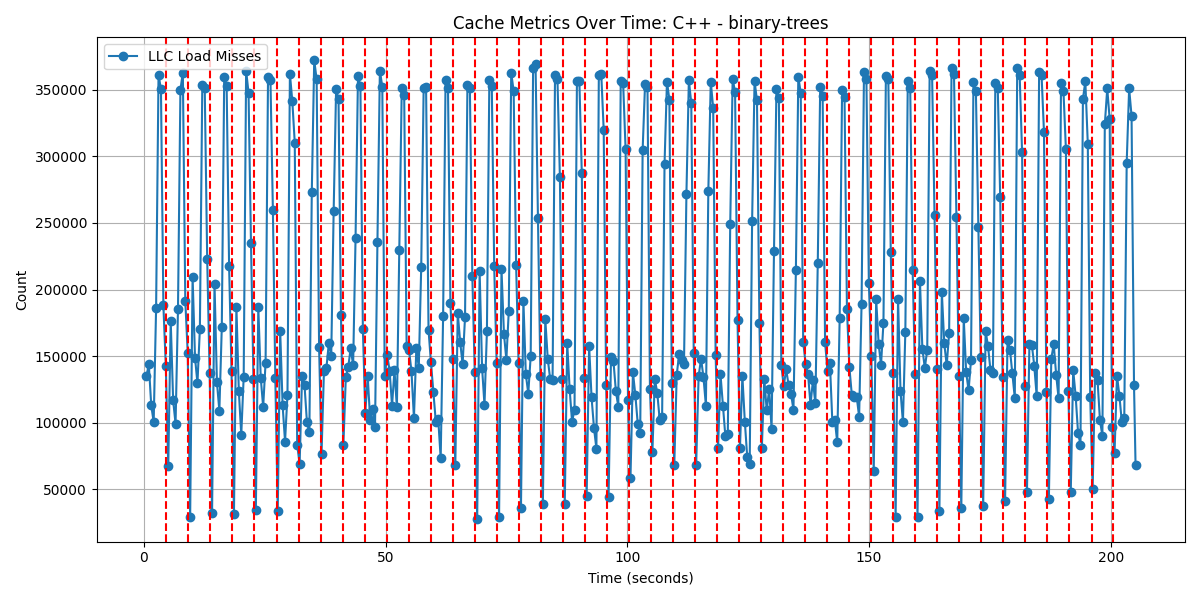 Cache Metrics Over Time: C++ - binary-trees
LLC Load Misses
350000
300000
250000
200000
150000
100000
50000
Count
0 50 100 150 200
Time (seconds)